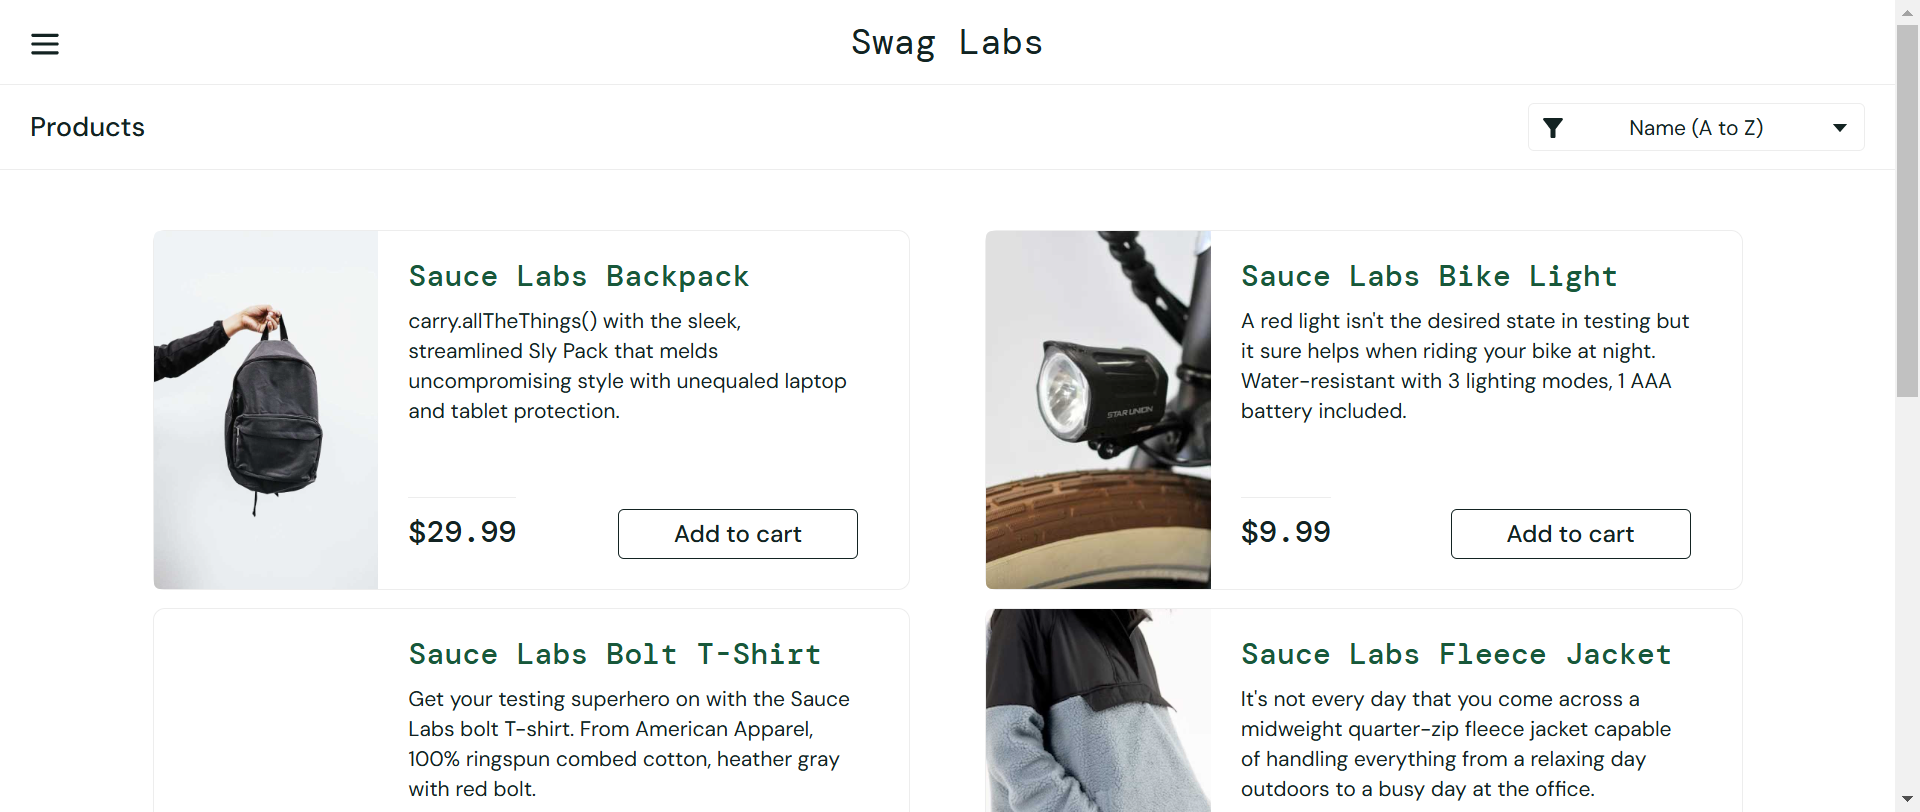 Swag Labs
Products
Name (A to Z)
Sauce Labs Backpack
carry.allTheThings() with the sleek,
streamlined Sly Pack that melds
uncompromising style with unequaled laptop
and tablet protection.
$29.99
Add to cart
Sauce Labs Bike Light
A red light isn't the desired state in testing but
it sure helps when riding your bike at night.
Water-resistant with 3 lighting modes, 1 AAA
battery included.
STAR UNION
$9.99
Add to cart
Sauce Labs Bolt T-Shirt
Get your testing superhero on with the Sauce
Labs bolt T-shirt. From American Apparel,
100% ringspun combed cotton, heather gray
with red bolt.
Sauce Labs Fleece Jacket
It's not every day that you come across a
midweight quarter-zip fleece jacket capable
of handling everything from a relaxing day
outdoors to a busy day at the office.